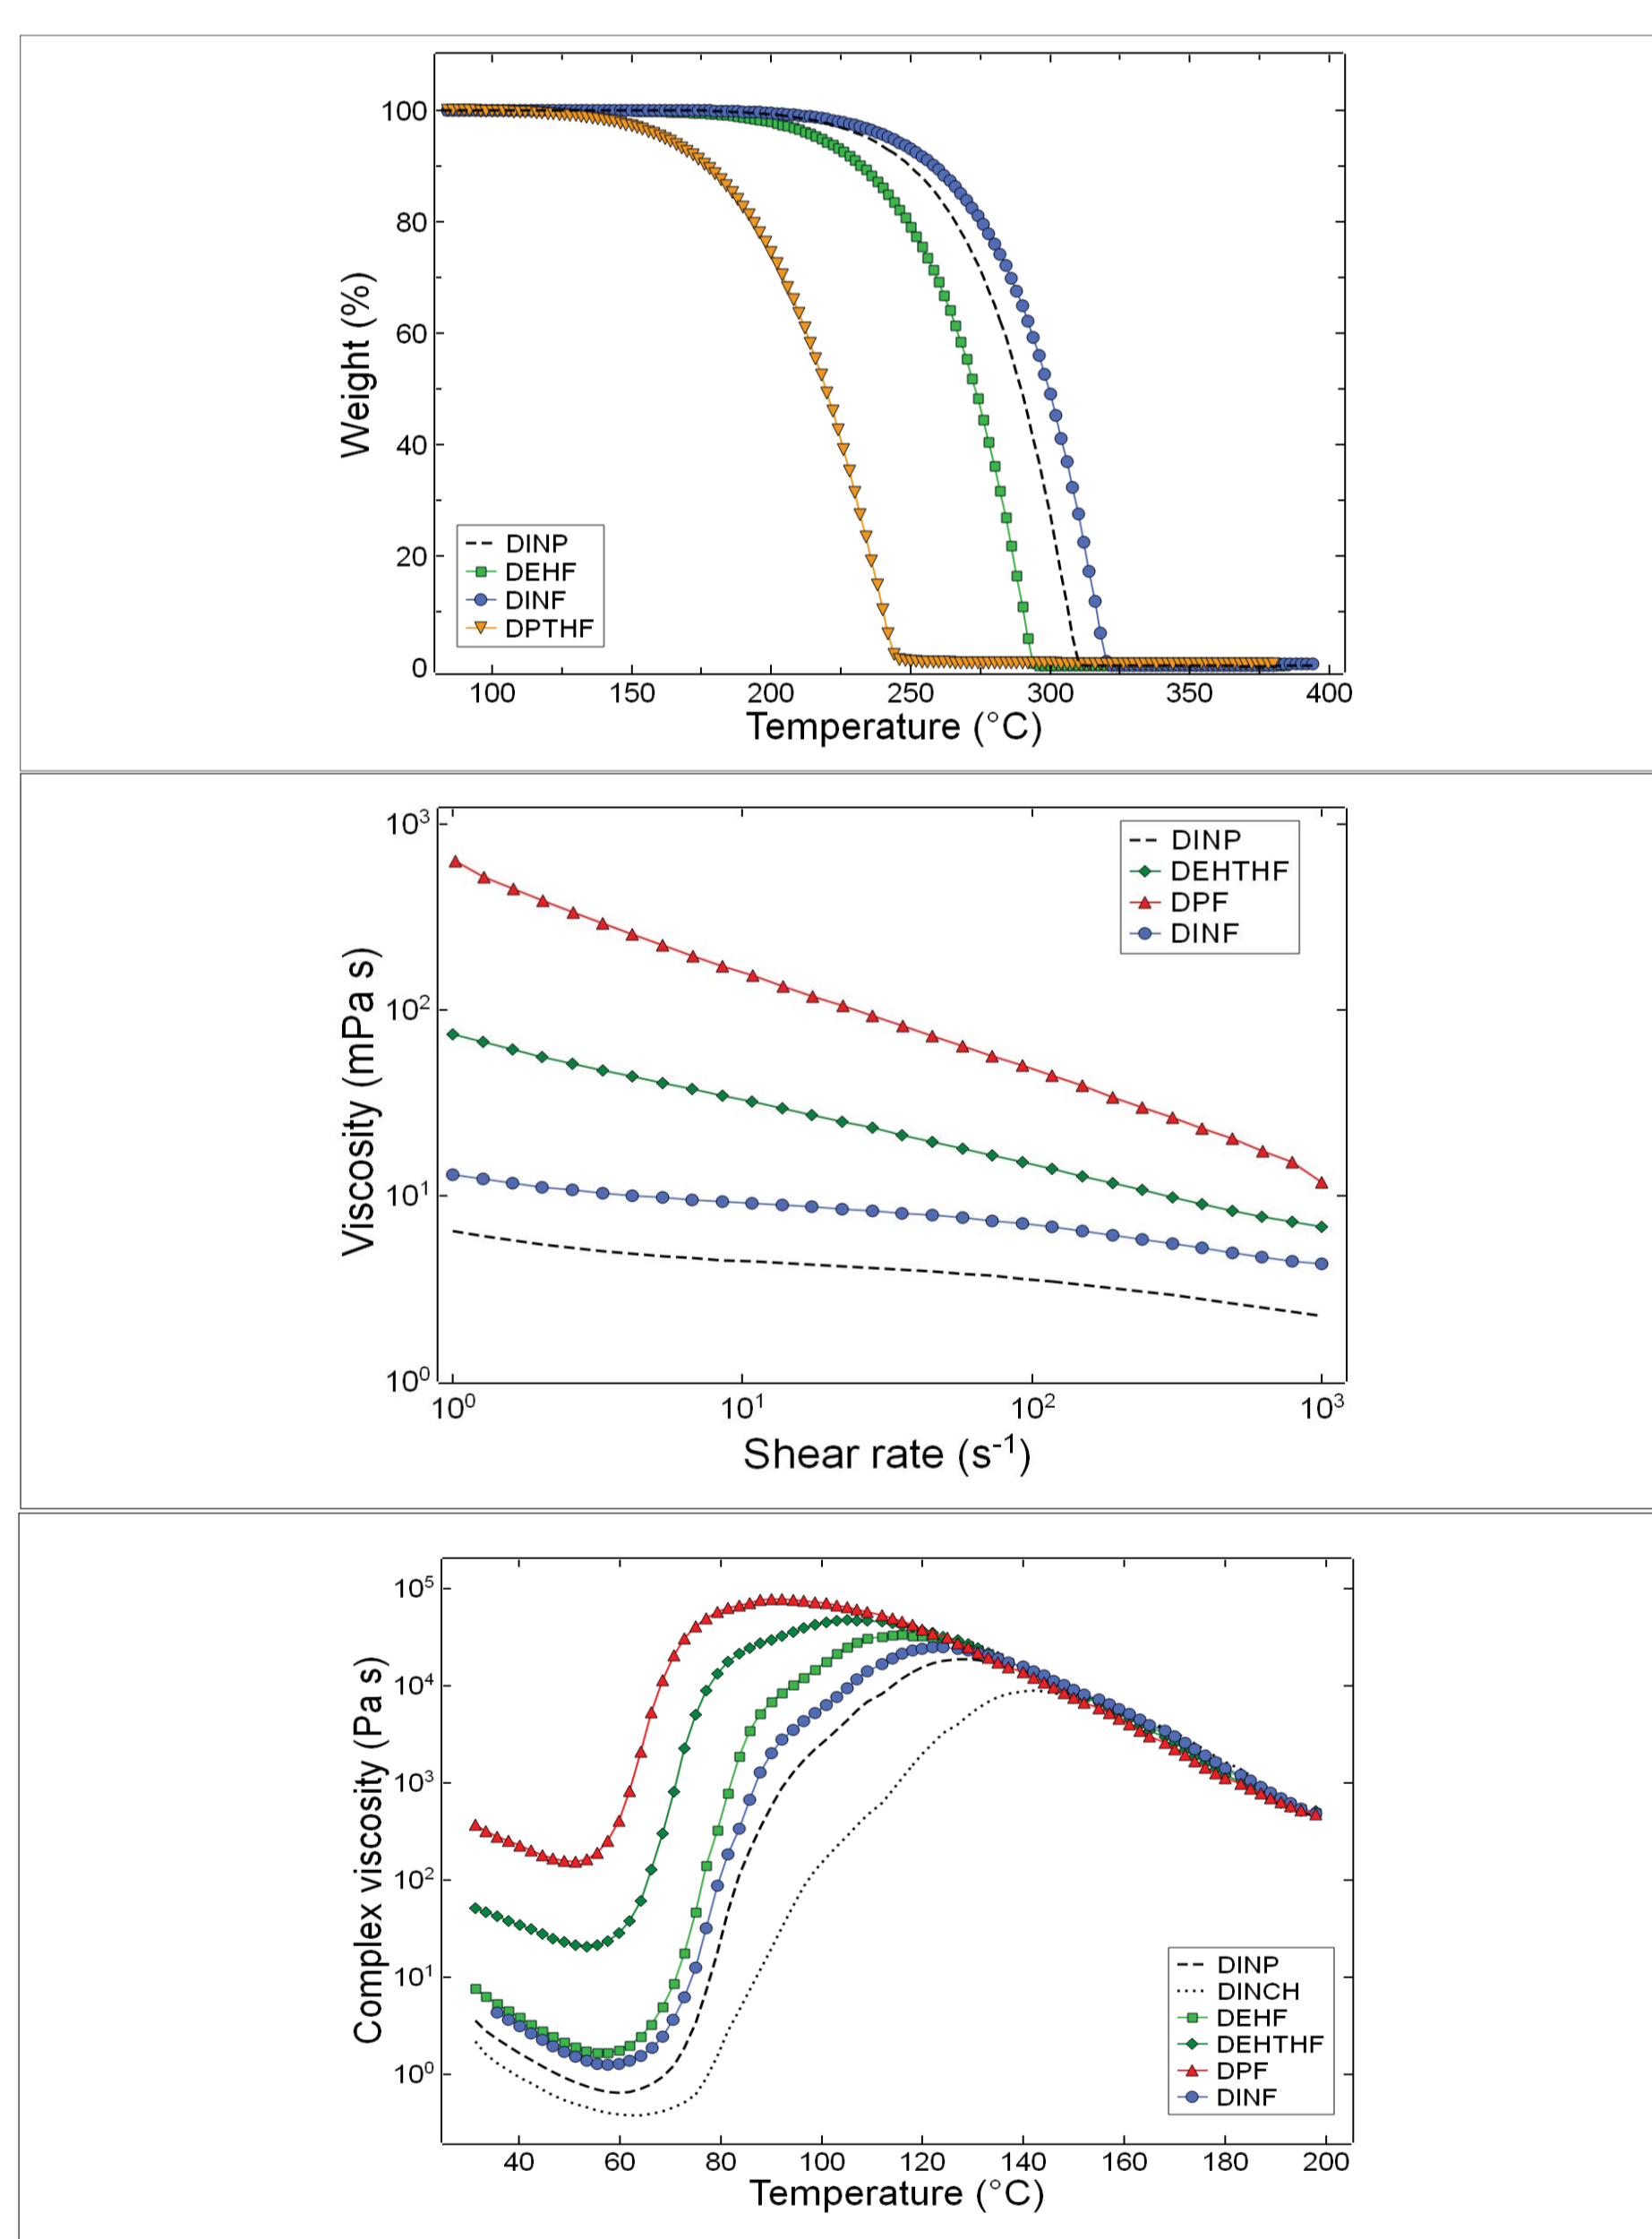 100
80
60
40
20
0
Weight (%)
DINP
DEHF
DINF
DPTHF
100 150 200 250 300 350 400
Temperature (°C)
10³
10²
10¹
10⁰
Viscosity (mPa s)
DINP
DEHTHF
DPF
DINF
10⁰ 10¹ 10² 10³
Shear rate (s⁻¹)
10⁵
10⁴
10³
10²
10¹
10⁰
Complex viscosity (Pa s)
DINP
DINCH
DEHF
DEHTHF
DPF
DINF
40 60 80 100 120 140 160 180 200
Temperature (°C)